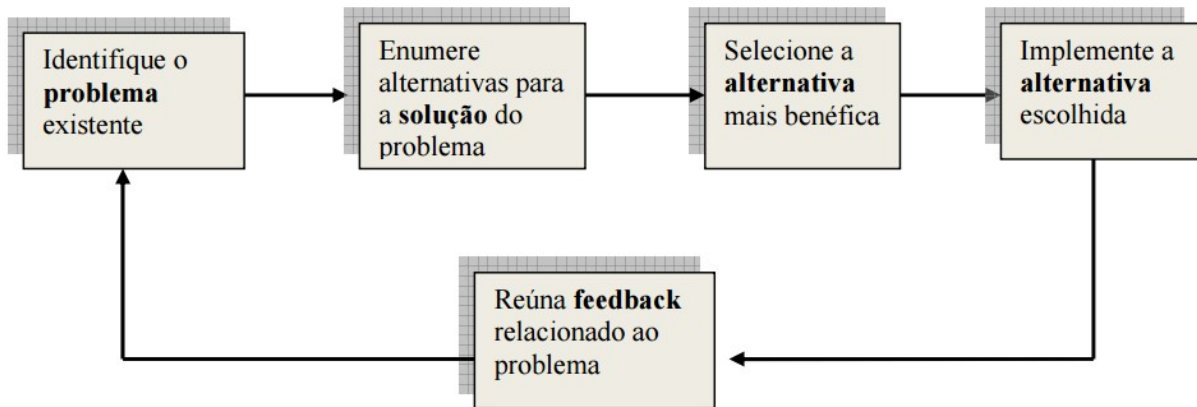 Identifique o
problema
existente
Enumere
alternativas para
a solução do
problema
Selecione a
alternativa
mais benéfica
Implemente a
alternativa
escolhida
Reúna feedback
relacionado ao
problema